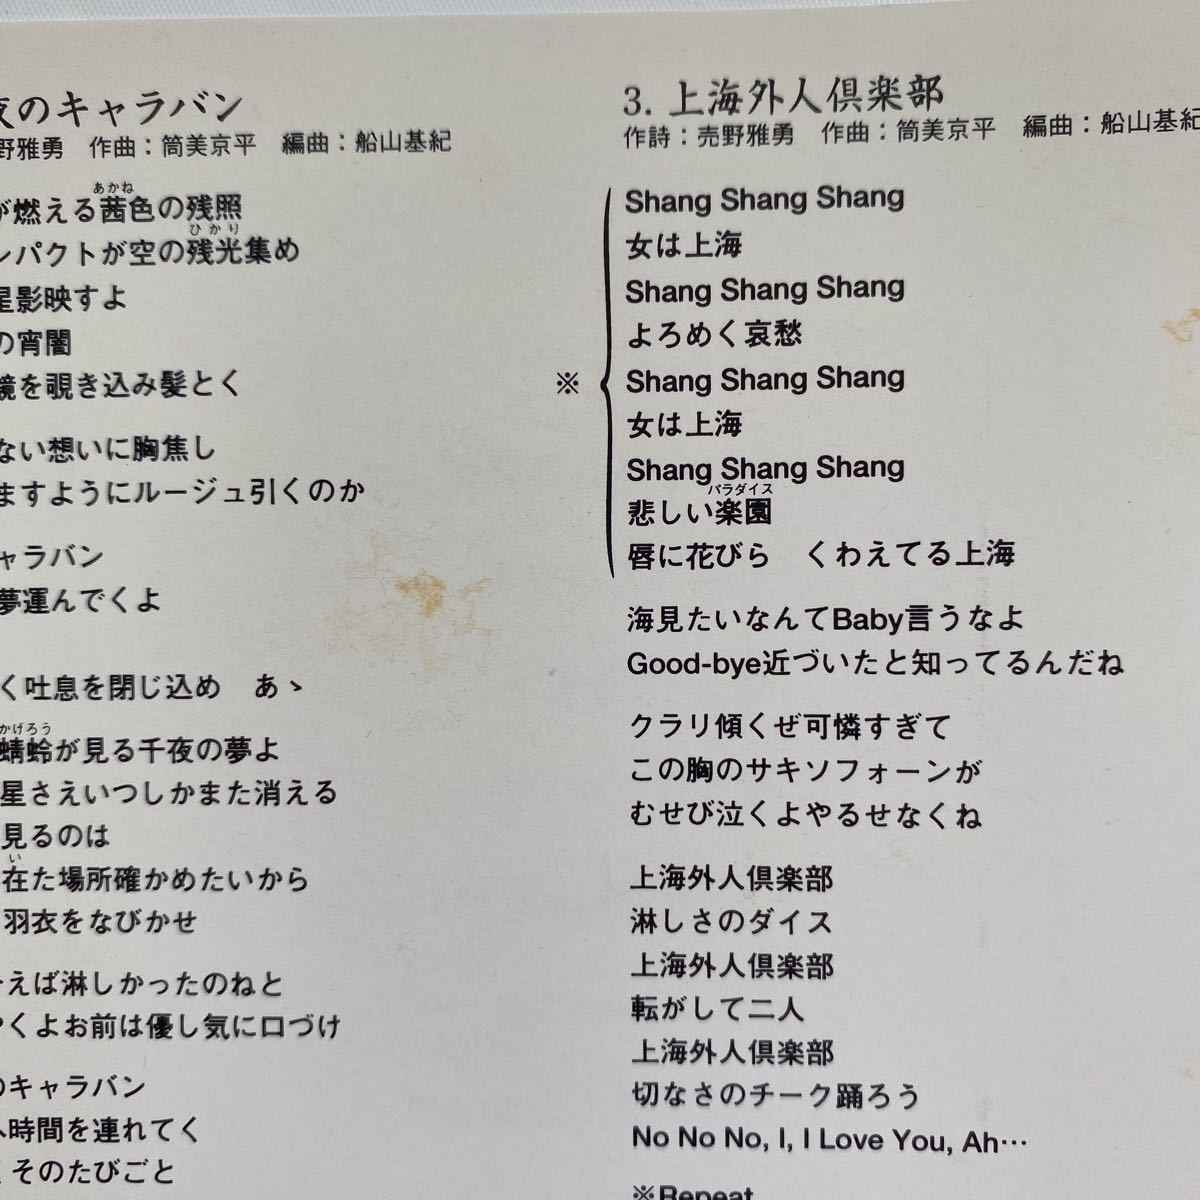 夜のキャラバン
野雅勇 作曲：筒美京平 編曲：船山基紀
が燃える茜色の残照
あかね
ンパクトが空の残光集め
ひかり
星影映すよ
の宵闇
鏡を覗き込み髪とく
ない想いに胸焦し
ますようにルージュ引くのか
ャラバン
夢運んでくよ
く吐息を閉じ込め あゝ
蜻蛉が見る千夜の夢よ
かげろう
星さえいつしかまた消える
見るのは
在た場所確かめたいから
い
羽衣をなびかせ
えば淋しかったのねと
やくよお前は優し気に口づけ
のキャラバン
へ時間を連れてく
そのたびごと
3. 上海外人倶楽部
作詩：売野雅勇 作曲：筒美京平 編曲：船山基紀
※
Shang Shang Shang
女は上海
Shang Shang Shang
よろめく哀愁
Shang Shang Shang
女は上海
Shang Shang Shang
悲しい楽園
パラダイス
唇に花びら くわえてる上海
海見たいなんてBaby言うなよ
Good-bye近づいたと知ってるんだね
クラリ傾くぜ可憐すぎて
この胸のサキソフォーンが
むせび泣くよやるせなくね
上海外人倶楽部
淋しさのダイス
上海外人倶楽部
転がして二人
上海外人倶楽部
切なさのチーク踊ろう
No No No, I, I Love You, Ah…
※Repeat